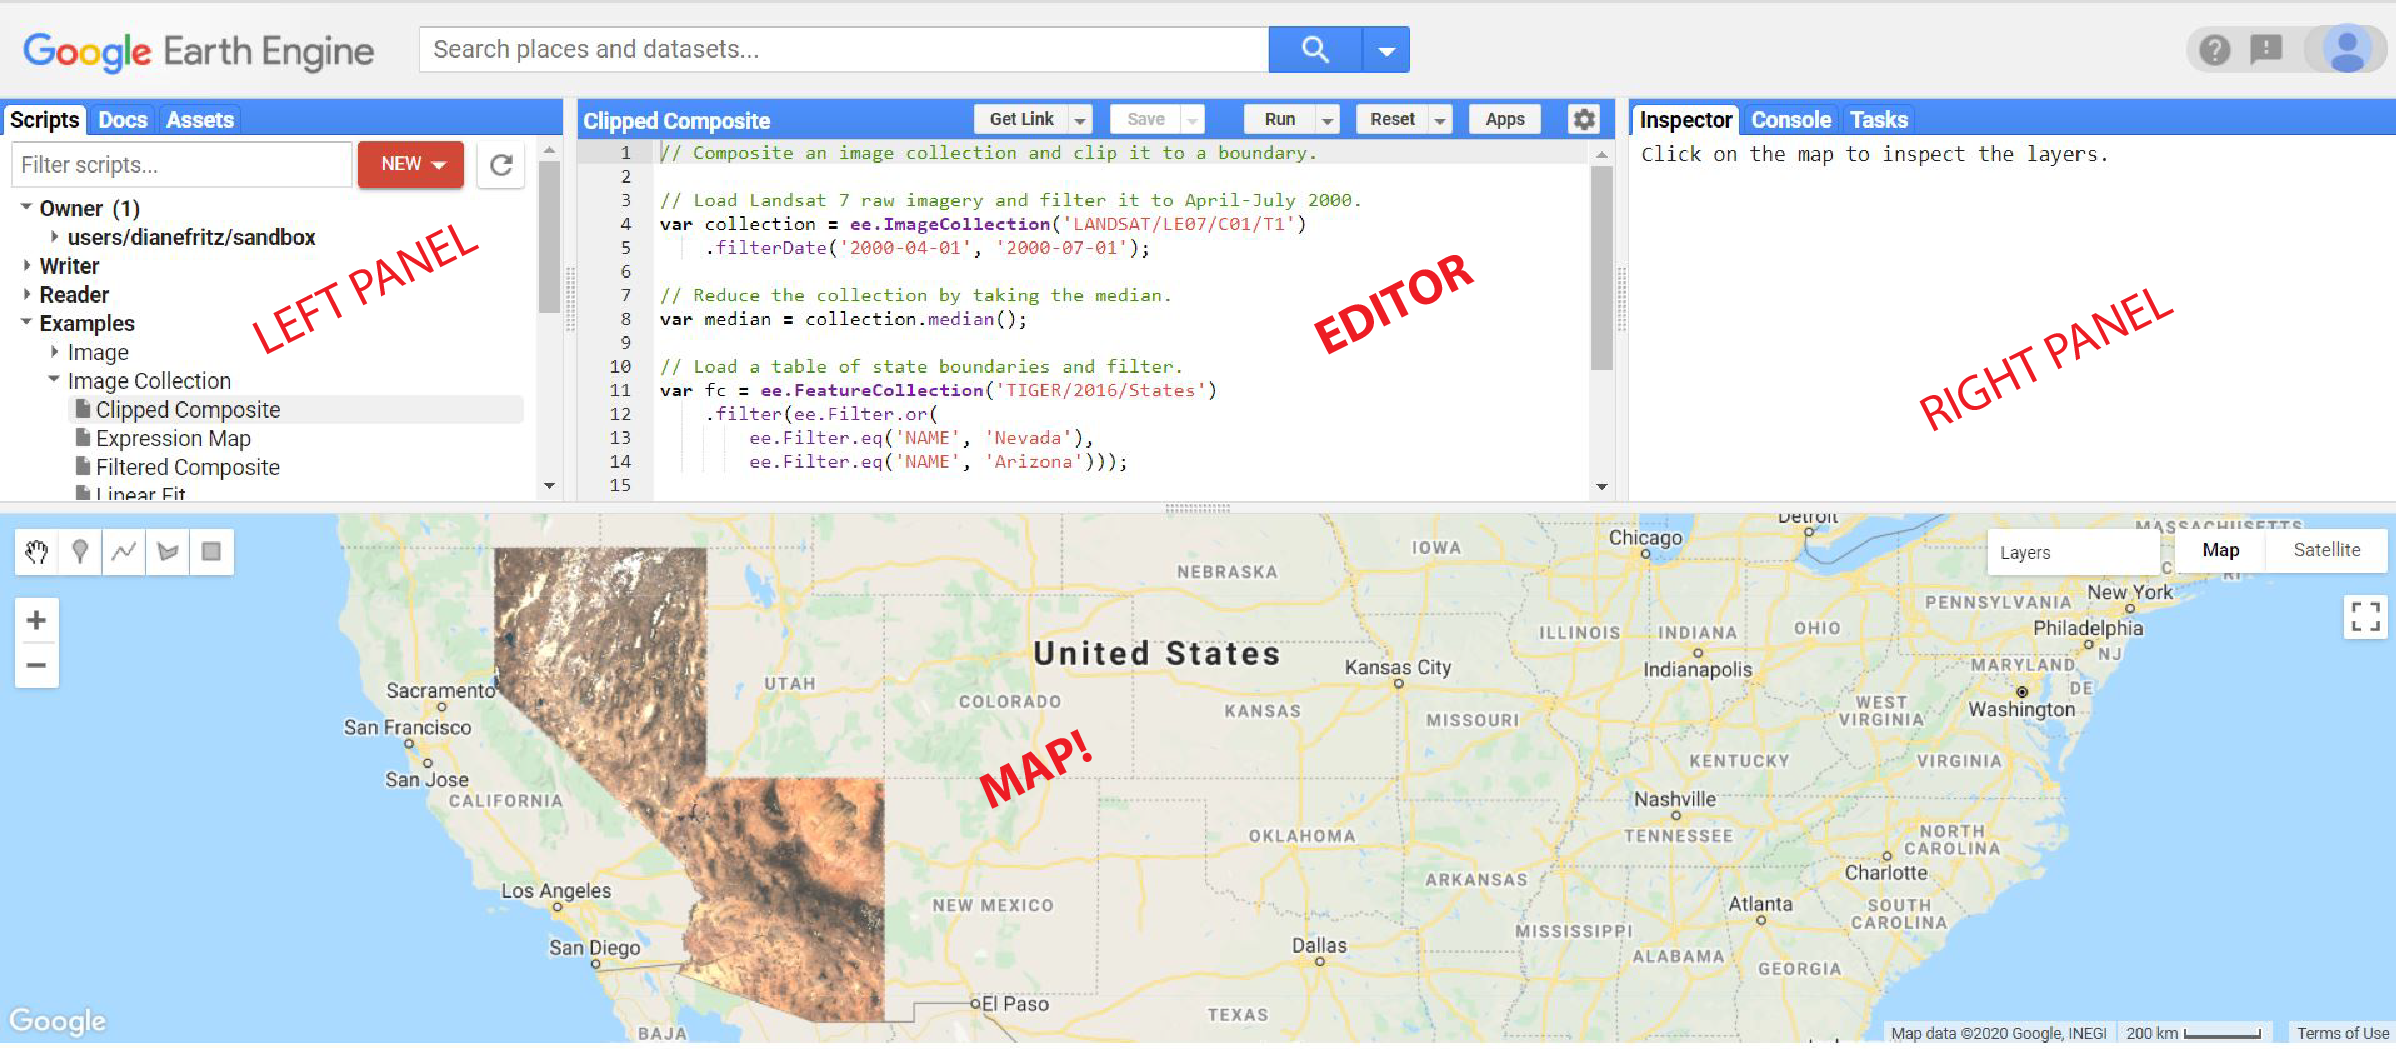 Google Earth Engine
Search places and datasets...
Scripts Docs Assets
Filter scripts...
NEW
Owner (1)
users/dianefritz/sandbox
Writer
Reader
Examples
Image
Image Collection
Clipped Composite
Expression Map
Filtered Composite
Linear Fit
LEFT PANEL
Clipped Composite
Get Link
Save
Run
Reset
Apps
1 // Composite an image collection and clip it to a boundary.
2
3 // Load Landsat 7 raw imagery and filter it to April-July 2000.
4 var collection = ee.ImageCollection('LANDSAT/LE07/C01/T1')
5 .filterDate('2000-04-01', '2000-07-01');
6
7 // Reduce the collection by taking the median.
8 var median = collection.median();
9
10 // Load a table of state boundaries and filter.
11 var fc = ee.FeatureCollection('TIGER/2016/States')
12 .filter(ee.Filter.or(
13 ee.Filter.eq('NAME', 'Nevada'),
14 ee.Filter.eq('NAME', 'Arizona')));
15
EDITOR
Inspector Console Tasks
Click on the map to inspect the layers.
RIGHT PANEL
Layers
Map
Satellite
MASSACHUSETTS
Detroit
Chicago
IOWA
NEBRASKA
RI
New York
PENNSYLVANIA
Philadelphia
OHIO
ILLINOIS
INDIANA
United States
NJ
MARYLAND
Kansas City
Indianapolis
UTAH
DE
Sacramento
COLORADO
WEST
VIRGINIA
Washington
KANSAS
MISSOURI
San Francisco
KENTUCKY
VIRGINIA
San Jose
MAP!
CALIFORNIA
Nashville
OKLAHOMA
TENNESSEE
NORTH
CAROLINA
Charlotte
ARKANSAS
Los Angeles
NEW MEXICO
Atlanta
SOUTH
CAROLINA
MISSISSIPPI
San Diego
Dallas
ALABAMA
GEORGIA
El Paso
TEXAS
Google
BAJA
Map data ©2020 Google, INEGI
200 km
Terms of Use